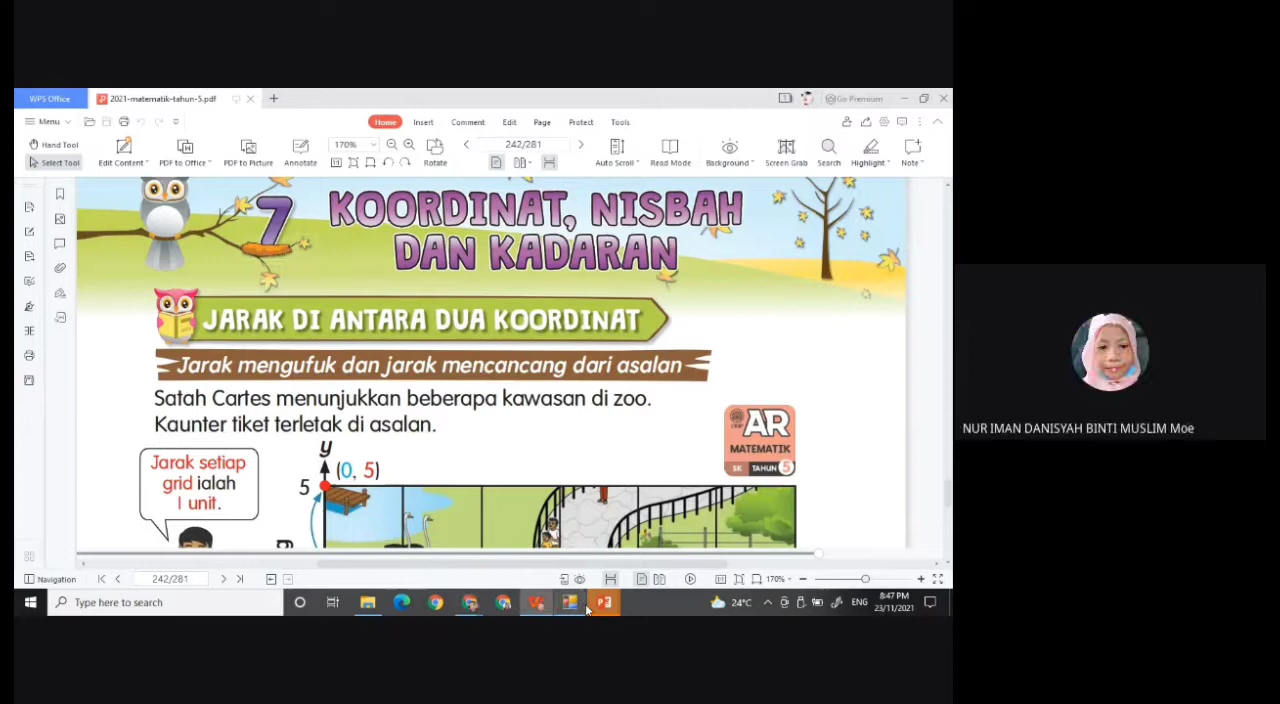 WPS Office
2021-matematik-tahun-5.pdf
Go Premium
Menu
Home Insert Comment Edit Page Protect Tools
Hand Tool
Select Tool
Edit Content
PDF to Office
PDF to Picture
Annotate
170%
Rotate
242/281
Auto Scroll
Read Mode
Background
Screen Grab
Search
Highlight
Note
7
KOORDINAT, NISBAH
DAN KADARAN
JARAK DI ANTARA DUA KOORDINAT
Jarak mengufuk dan jarak mencancang dari asalan
Satah Cartes menunjukkan beberapa kawasan di zoo.
Kaunter tiket terletak di asalan.
AR
MATEMATIK
SK TAHUN 5
Jarak setiap
grid ialah
1 unit.
y
(0, 5)
5
NUR IMAN DANISYAH BINTI MUSLIM Moe
Navigation
242/281
170%
Type here to search
24°C
ENG
8:47 PM
23/11/2021